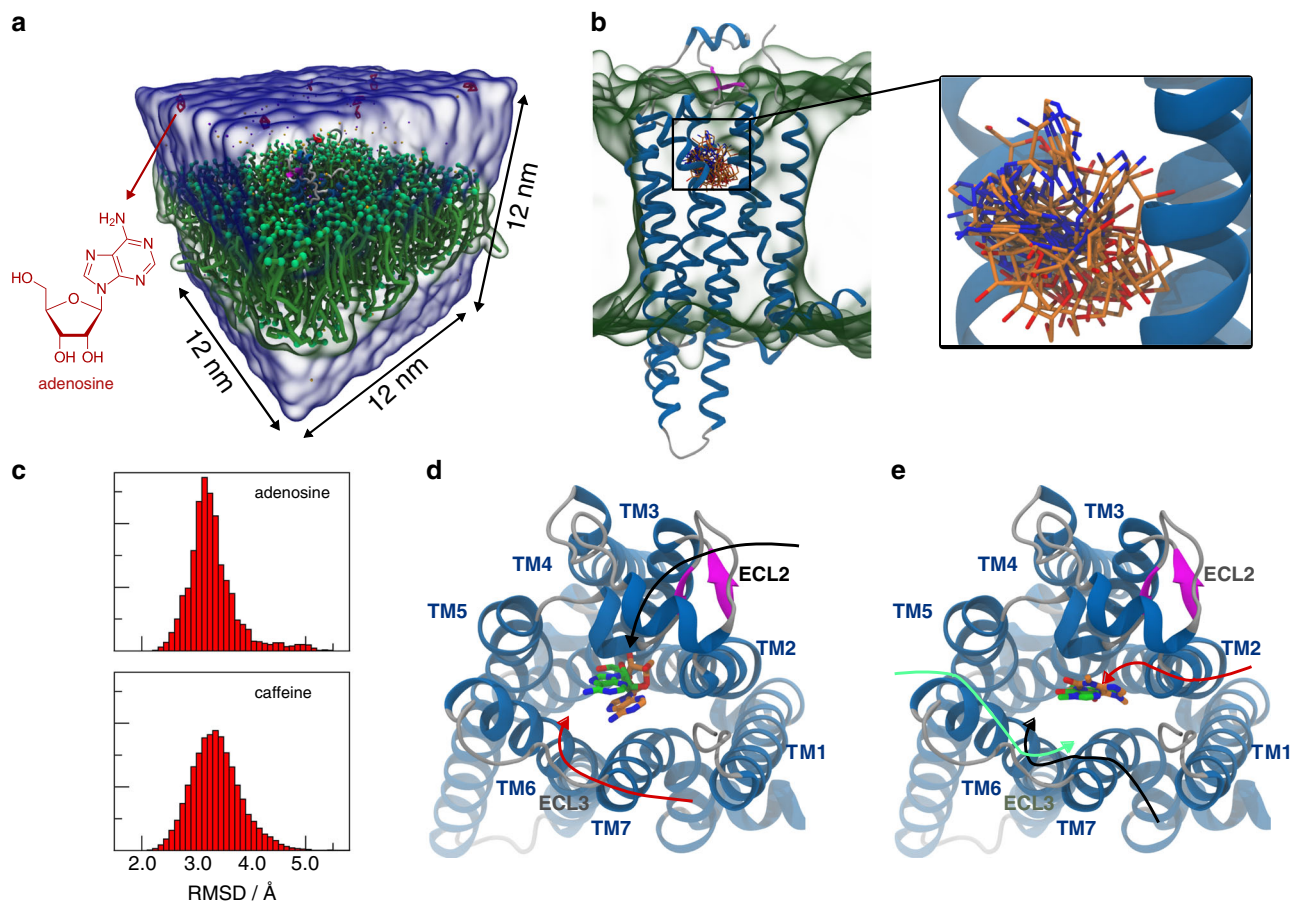 a
12 nm
12 nm
12 nm
NH₂
N
N
N
N
HO
O
OH OH
adenosine
b
c
adenosine
caffeine
2.0 3.0 4.0 5.0
RMSD / Å
d
TM3
TM4
ECL2
TM5
TM2
TM1
TM6
ECL3
TM7
e
TM3
TM4
ECL2
TM5
TM2
TM1
TM6
ECL3
TM7